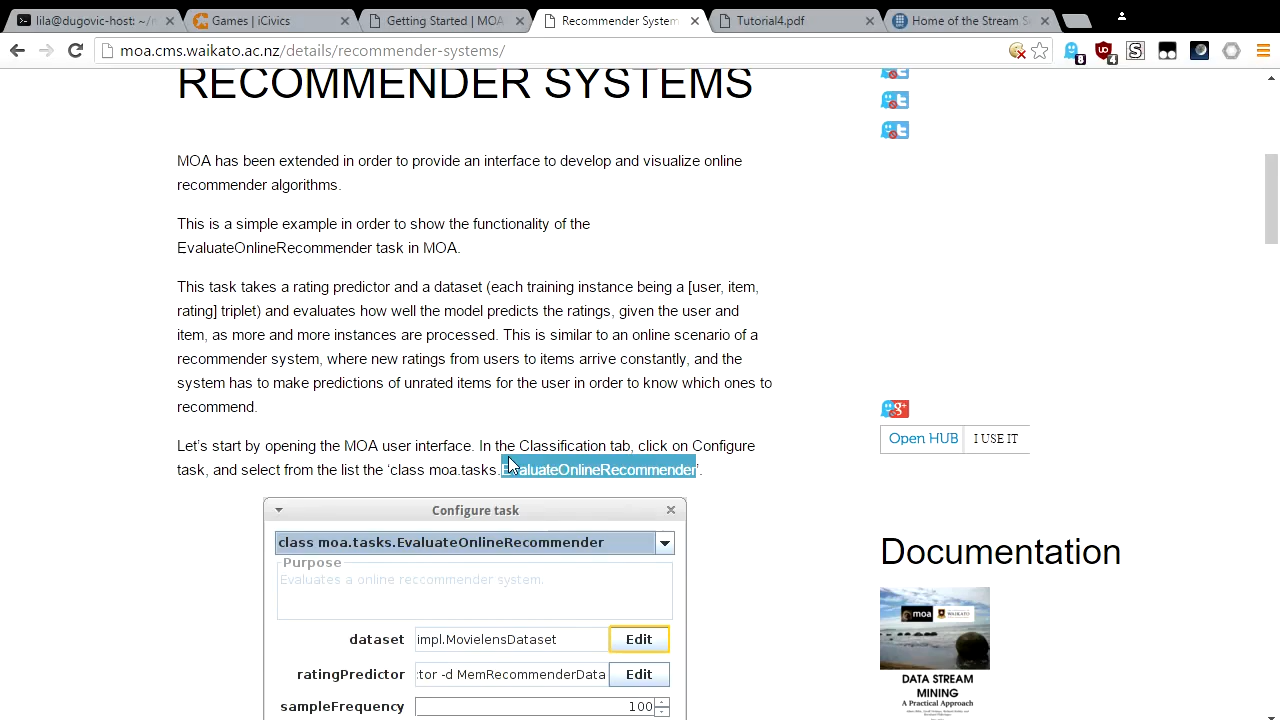 lila@dugovic-host: ~/m
Games | iCivics
Getting Started | MOA
Recommender System
Tutorial4.pdf
Home of the Stream S
moa.cms.waikato.ac.nz/details/recommender-systems/
8
4
RECOMMENDER SYSTEMS
MOA has been extended in order to provide an interface to develop and visualize online
recommender algorithms.
This is a simple example in order to show the functionality of the
EvaluateOnlineRecommender task in MOA.
This task takes a rating predictor and a dataset (each training instance being a [user, item,
rating] triplet) and evaluates how well the model predicts the ratings, given the user and
item, as more and more instances are processed. This is similar to an online scenario of a
recommender system, where new ratings from users to items arrive constantly, and the
system has to make predictions of unrated items for the user in order to know which ones to
recommend.
Let's start by opening the MOA user interface. In the Classification tab, click on Configure
task, and select from the list the ‘class moa.tasks.EvaluateOnlineRecommender’.
Configure task
class moa.tasks.EvaluateOnlineRecommender
Purpose
Evaluates a online reccommender system.
dataset
impl.MovielensDataset
Edit
ratingPredictor
tor -d MemRecommenderData
Edit
sampleFrequency
100
g+
Open HUB
I USE IT
Documentation
moa
WAIKATO
DATA STREAM
MINING
A Practical Approach